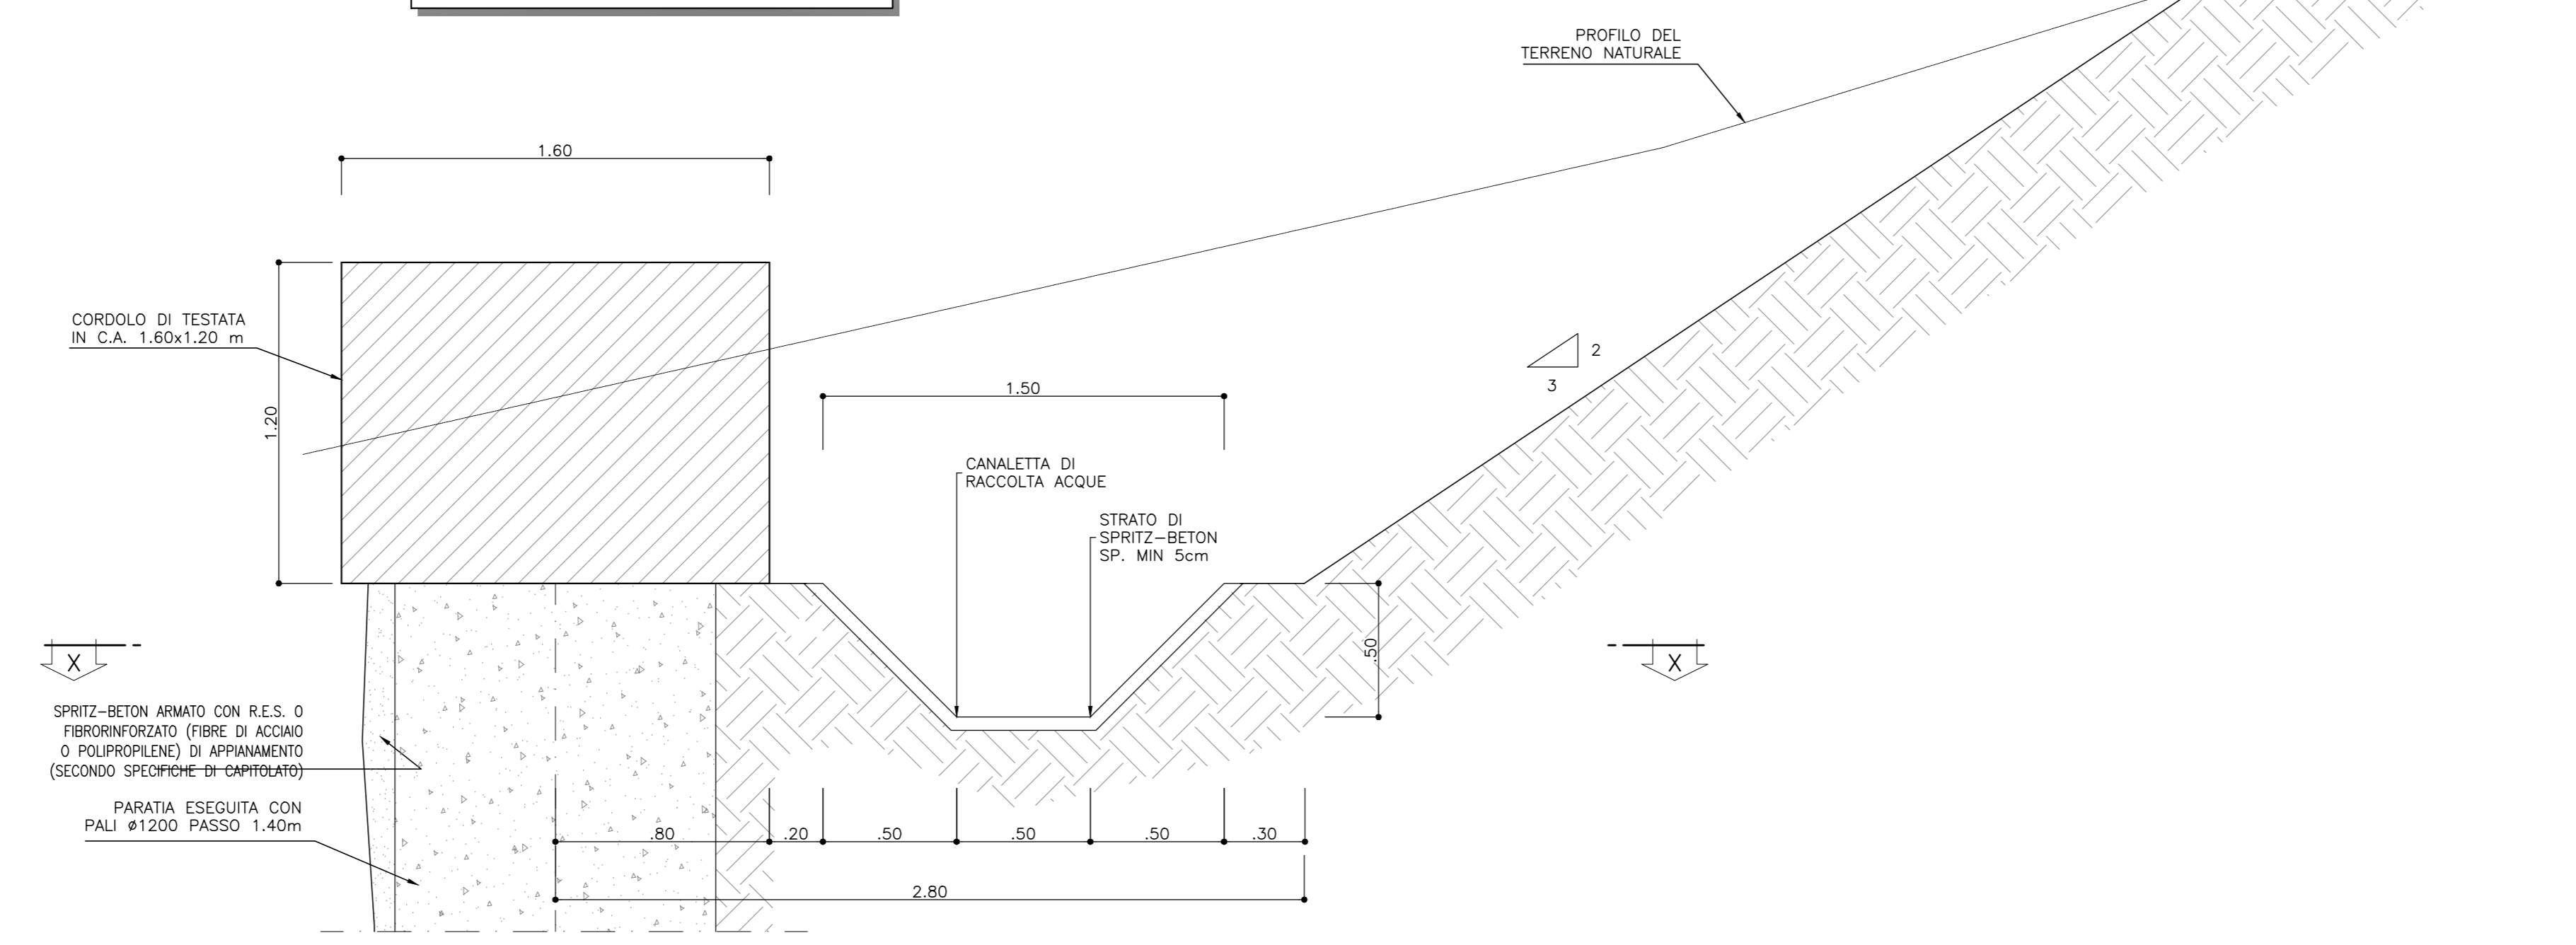 PROFILO DEL
TERRENO NATURALE
1.60
CORDOLO DI TESTATA
IN C.A. 1.60x1.20 m
1.20
2
3
1.50
CANALETTA DI
RACCOLTA ACQUE
STRATO DI
SPRITZ-BETON
SP. MIN 5cm
.50
X
X
SPRITZ-BETON ARMATO CON R.E.S. O
FIBRORINFORZATO (FIBRE DI ACCIAIO
O POLIPROPILENE) DI APPIANAMENTO
(SECONDO SPECIFICHE DI CAPITOLATO)
PARATIA ESEGUITA CON
PALI ø1200 PASSO 1.40m
.80
.20
.50
.50
.50
.30
2.80